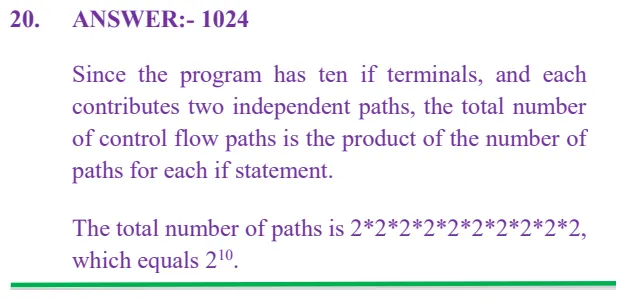 20. ANSWER:- 1024
Since the program has ten if terminals, and each
contributes two independent paths, the total number
of control flow paths is the product of the number of
paths for each if statement.
The total number of paths is 2*2*2*2*2*2*2*2*2*2,
which equals 2¹⁰.